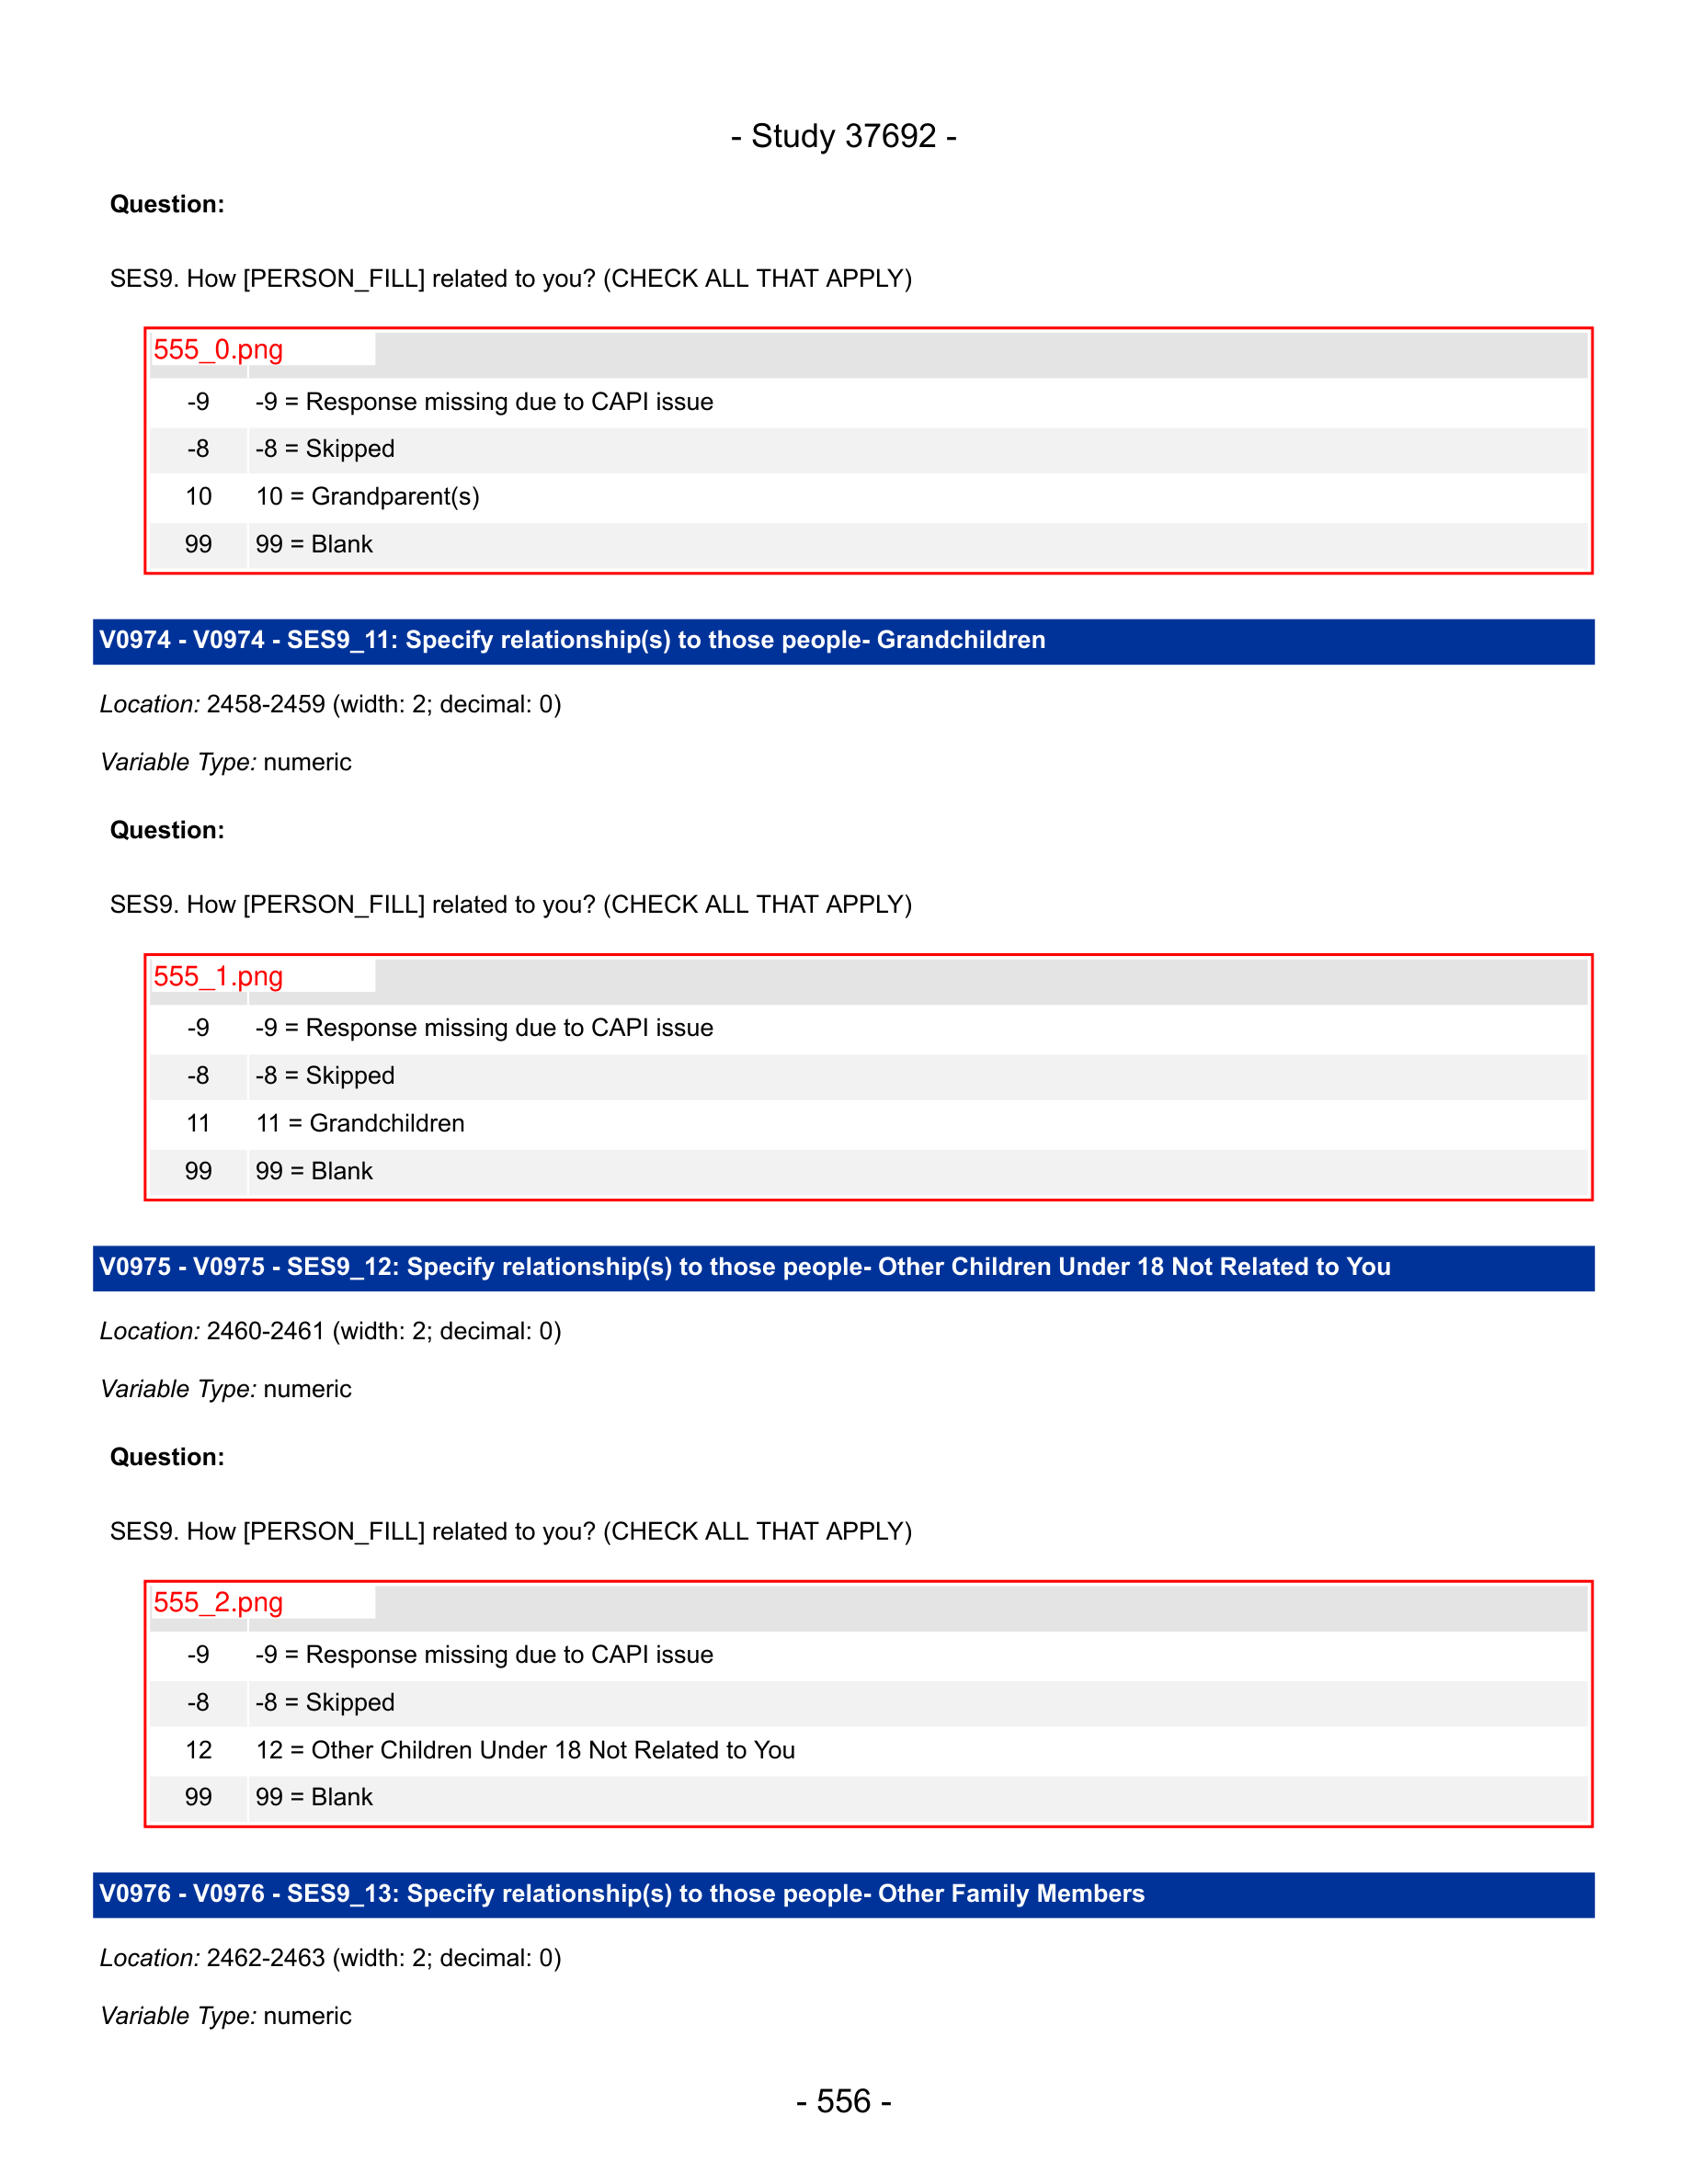 - Study 37692 -
Question:
SES9. How [PERSON_FILL] related to you? (CHECK ALL THAT APPLY)
555_0.png
-9 -9 = Response missing due to CAPI issue
-8 -8 = Skipped
10 10 = Grandparent(s)
99 99 = Blank
V0974 - V0974 - SES9_11: Specify relationship(s) to those people- Grandchildren
Location: 2458-2459 (width: 2; decimal: 0)
Variable Type: numeric
Question:
SES9. How [PERSON_FILL] related to you? (CHECK ALL THAT APPLY)
555_1.png
-9 -9 = Response missing due to CAPI issue
-8 -8 = Skipped
11 11 = Grandchildren
99 99 = Blank
V0975 - V0975 - SES9_12: Specify relationship(s) to those people- Other Children Under 18 Not Related to You
Location: 2460-2461 (width: 2; decimal: 0)
Variable Type: numeric
Question:
SES9. How [PERSON_FILL] related to you? (CHECK ALL THAT APPLY)
555_2.png
-9 -9 = Response missing due to CAPI issue
-8 -8 = Skipped
12 12 = Other Children Under 18 Not Related to You
99 99 = Blank
V0976 - V0976 - SES9_13: Specify relationship(s) to those people- Other Family Members
Location: 2462-2463 (width: 2; decimal: 0)
Variable Type: numeric
- 556 -